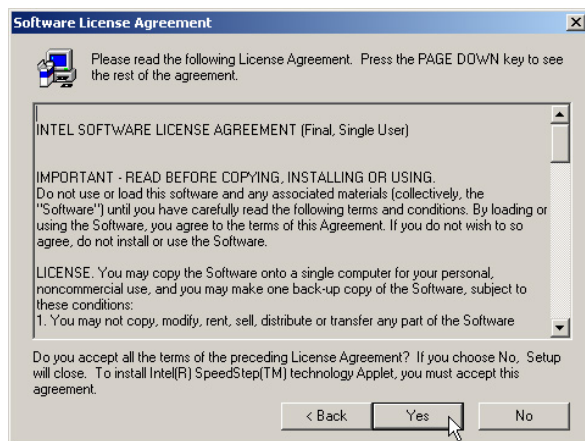 Software License Agreement
Please read the following License Agreement. Press the PAGE DOWN key to see
the rest of the agreement.
INTEL SOFTWARE LICENSE AGREEMENT (Final, Single User)
IMPORTANT - READ BEFORE COPYING, INSTALLING OR USING.
Do not use or load this software and any associated materials (collectively, the
"Software") until you have carefully read the following terms and conditions. By loading or
using the Software, you agree to the terms of this Agreement. If you do not wish to so
agree, do not install or use the Software.
LICENSE. You may copy the Software onto a single computer for your personal,
noncommercial use, and you may make one back-up copy of the Software, subject to
these conditions:
1. You may not copy, modify, rent, sell, distribute or transfer any part of the Software
Do you accept all the terms of the preceding License Agreement? If you choose No, Setup
will close. To install Intel(R) SpeedStep(TM) technology Applet, you must accept this
agreement.
< Back Yes No